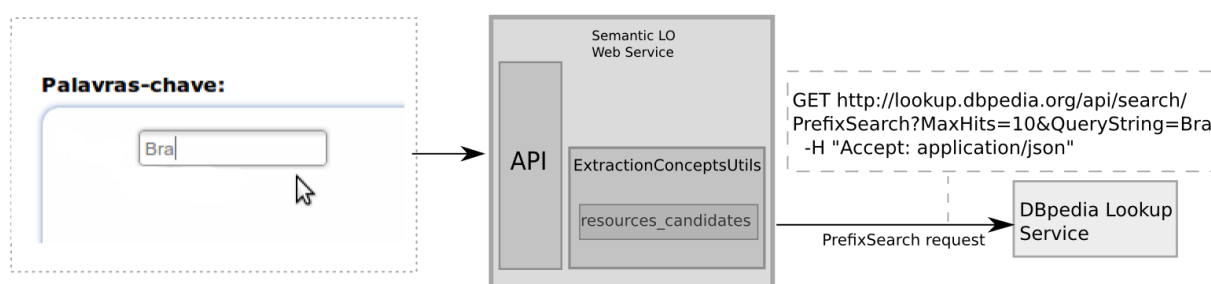 Palavras-chave:
Bra
Semantic LO
Web Service
API
ExtractionConceptsUtils
resources_candidates
GET http://lookup.dbpedia.org/api/search/
PrefixSearch?MaxHits=10&QueryString=Bra
-H "Accept: application/json"
PrefixSearch request
DBpedia Lookup
Service